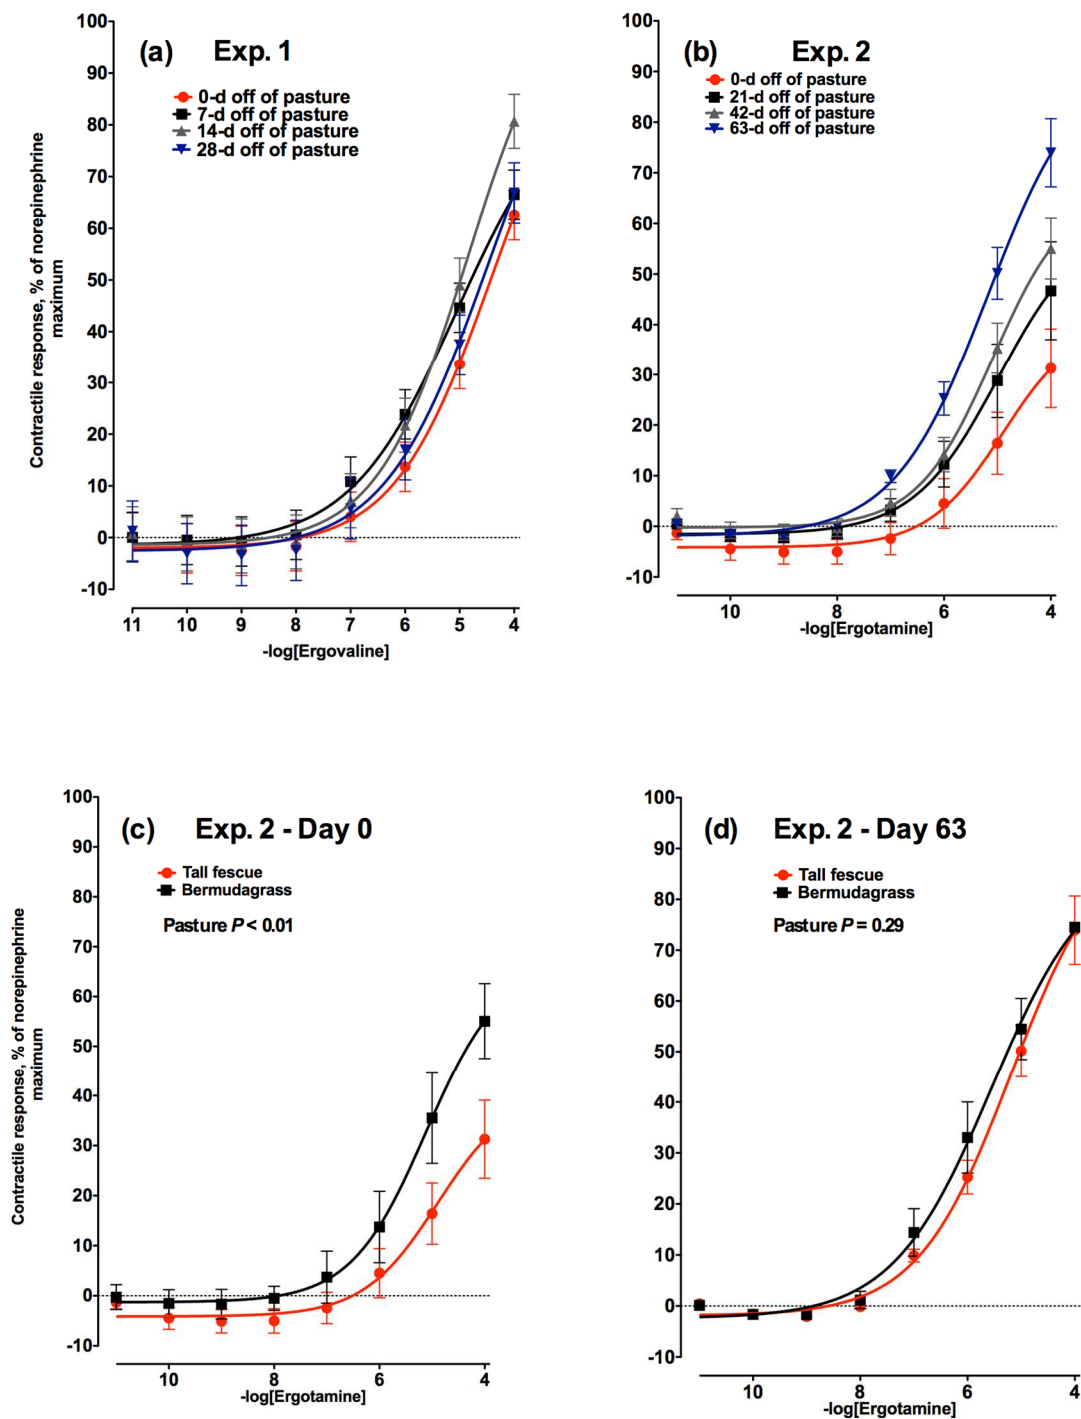 (a) Exp. 1
0-d off of pasture
7-d off of pasture
14-d off of pasture
28-d off of pasture
Contractile response, % of norepinephrine
maximum
100
90
80
70
60
50
40
30
20
10
0
-10
11 10 9 8 7 6 5 4
-log[Ergovaline]
(b) Exp. 2
0-d off of pasture
21-d off of pasture
42-d off of pasture
63-d off of pasture
100
90
80
70
60
50
40
30
20
10
0
-10
10 8 6 4
-log[Ergotamine]
(c) Exp. 2 - Day 0
Tall fescue
Bermudagrass
Pasture P < 0.01
Contractile response, % of norepinephrine
maximum
100
90
80
70
60
50
40
30
20
10
0
-10
10 8 6 4
-log[Ergotamine]
(d) Exp. 2 - Day 63
Tall fescue
Bermudagrass
Pasture P = 0.29
100
90
80
70
60
50
40
30
20
10
0
-10
10 8 6 4
-log[Ergotamine]